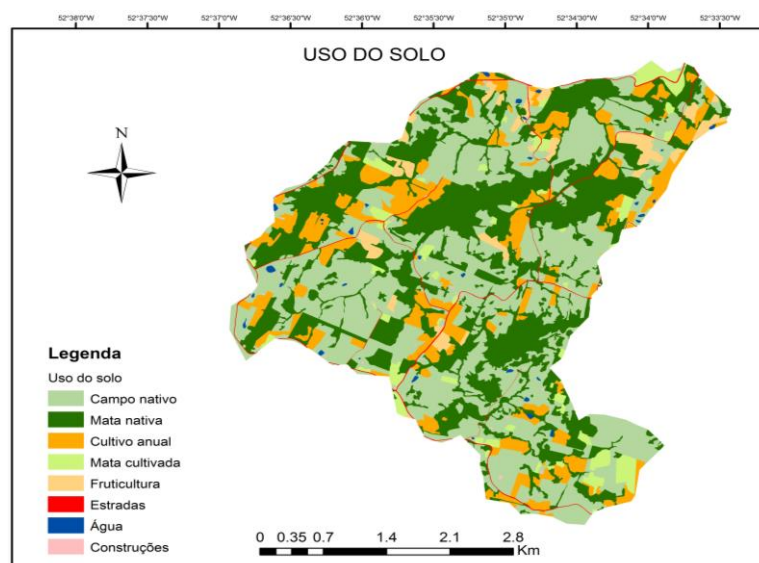 52°38'0"W 52°37'30"W 52°37'0"W 52°36'30"W 52°36'0"W 52°35'30"W 52°35'0"W 52°34'30"W 52°34'0"W 52°33'30"W
USO DO SOLO
N
Legenda
Uso do solo
Campo nativo
Mata nativa
Cultivo anual
Mata cultivada
Fruticultura
Estradas
Água
Construções
0 0.35 0.7 1.4 2.1 2.8
Km